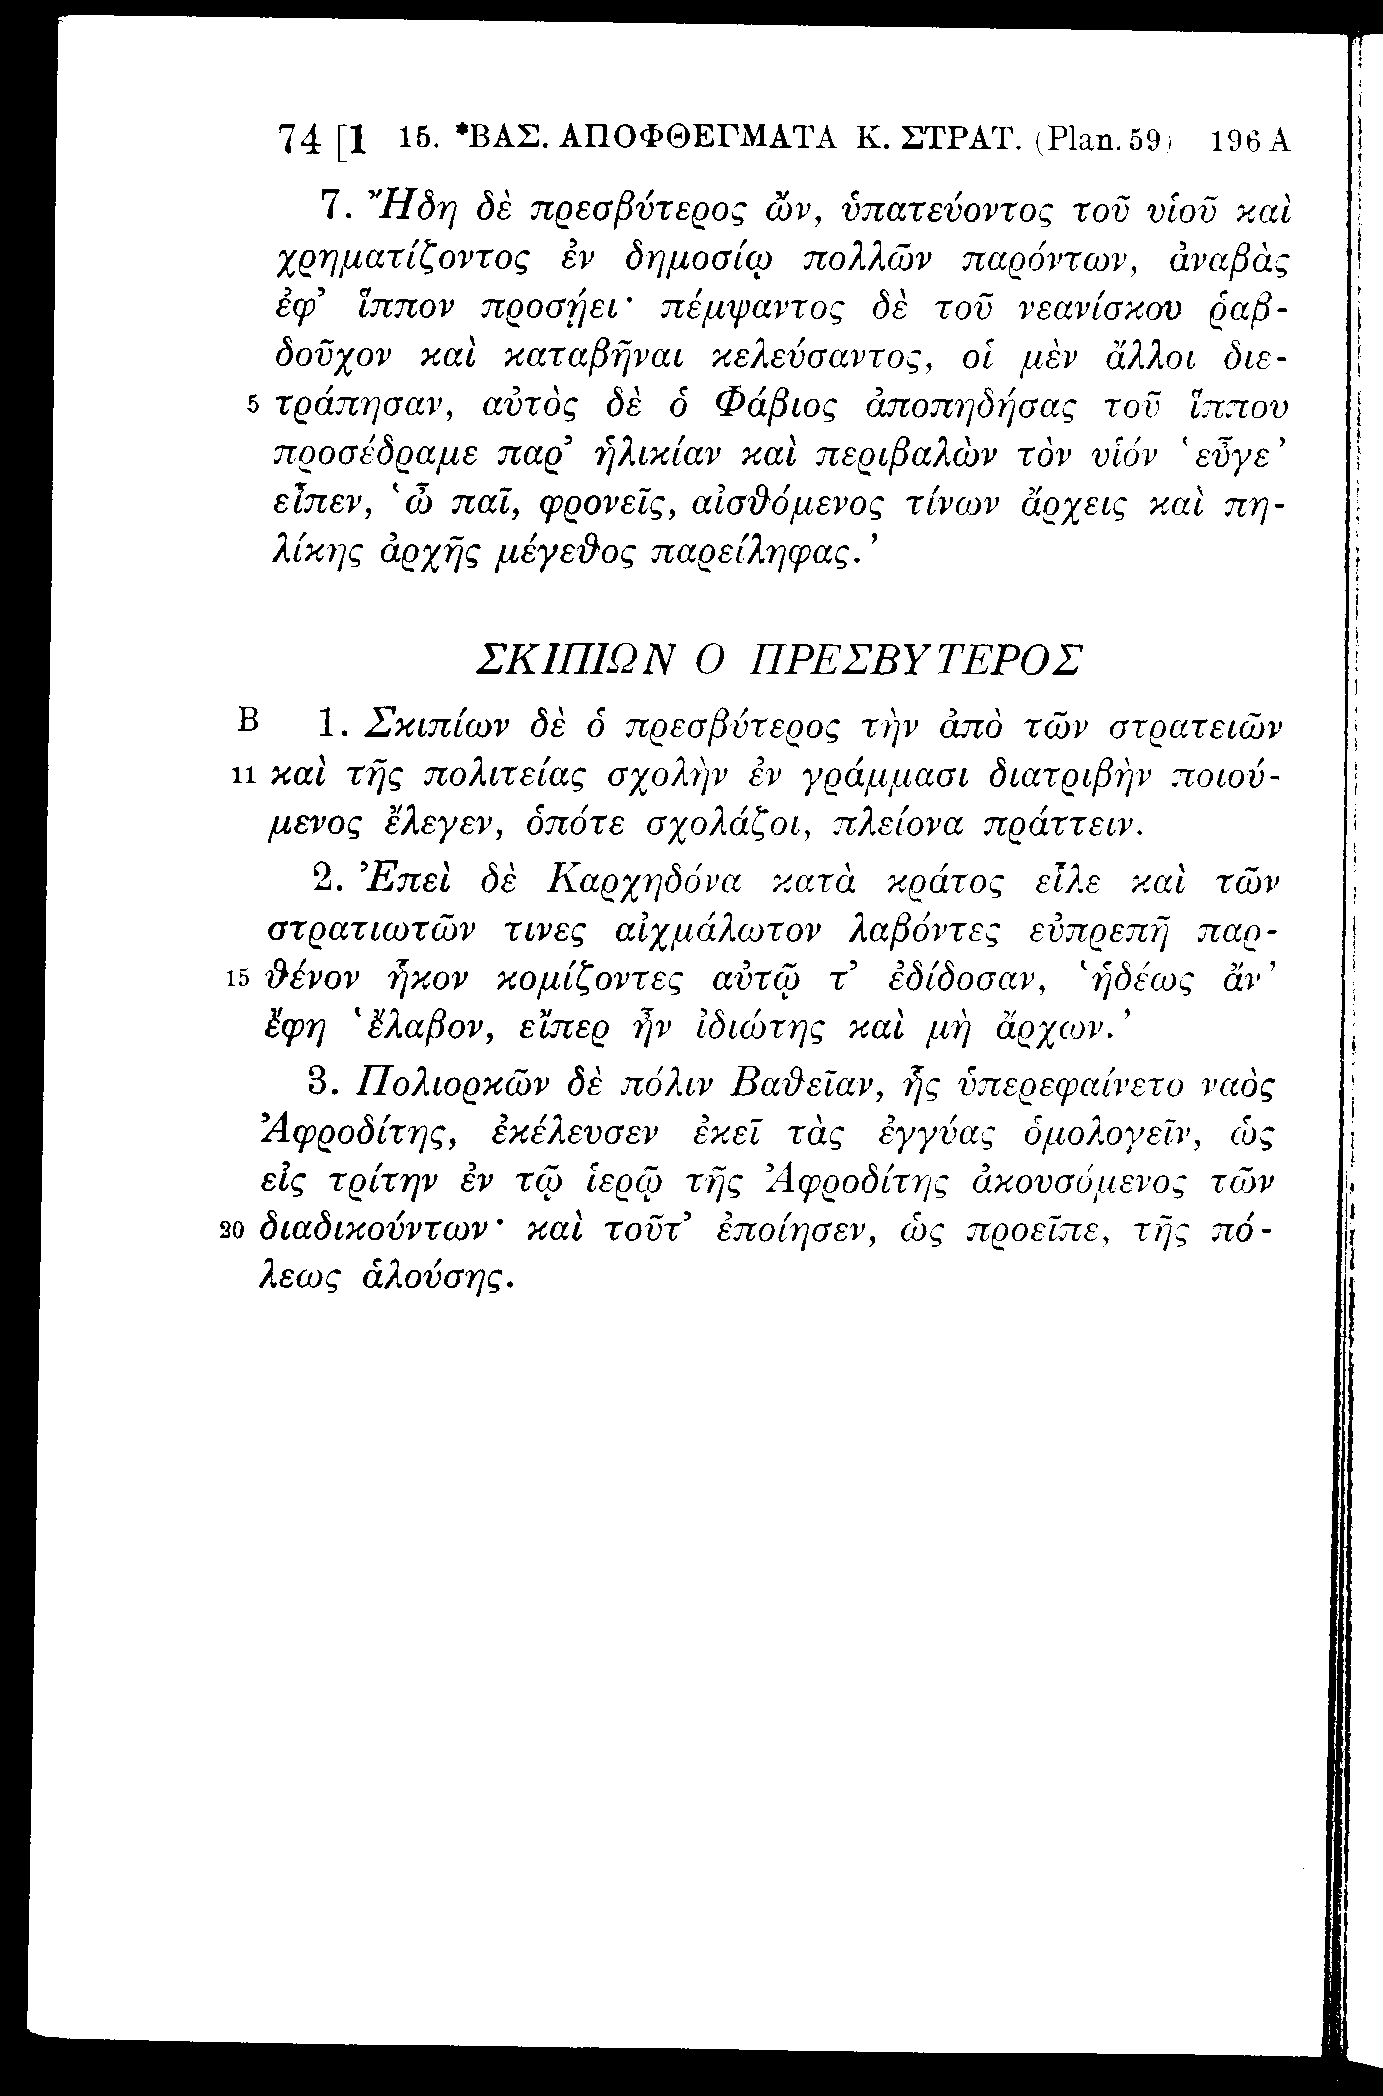 74 [1 15. *ΒΑΣ. ΑΠΟΦΘΕΓΜΑΤΑ Κ. ΣΤΡΑΤ. (Plan. 59) 196 A
7. Ἤδη δὲ πρεσβύτερος ὤν, ὑπατεύοντος τοῦ υἱοῦ καὶ
χρηματίζοντος ἐν δημοσίῳ πολλῶν παρόντων, ἀναβὰς
ἐφ’ ἵππον προσῄει· πέμψαντος δὲ τοῦ νεανίσκου ῥαβ-
δοῦχον καὶ καταβῆναι κελεύσαντος, οἱ μὲν ἄλλοι διε-
5 τράπησαν, αὐτὸς δὲ ὁ Φάβιος ἀποπηδήσας τοῦ ἵππου
προσέδραμε παρ’ ἡλικίαν καὶ περιβαλὼν τὸν υἱόν ‘εὖγε’
εἶπεν, ‘ὦ παῖ, φρονεῖς, αἰσθόμενος τίνων ἄρχεις καὶ πη-
λίκης ἀρχῆς μέγεθος παρείληφας.’
ΣΚΙΠΙΩΝ Ο ΠΡΕΣΒΥΤΕΡΟΣ
B 1. Σκιπίων δὲ ὁ πρεσβύτερος τὴν ἀπὸ τῶν στρατειῶν
11 καὶ τῆς πολιτείας σχολὴν ἐν γράμμασι διατριβὴν ποιού-
μενος ἔλεγεν, ὁπότε σχολάζοι, πλείονα πράττειν.
2. Ἐπεὶ δὲ Καρχηδόνα κατὰ κράτος εἷλε καὶ τῶν
στρατιωτῶν τινες αἰχμάλωτον λαβόντες εὐπρεπῆ παρ-
15 θένον ἧκον κομίζοντες αὐτῷ τ’ ἐδίδοσαν, ‘ἡδέως ἄν’
ἔφη ‘ἔλαβον, εἴπερ ἦν ἰδιώτης καὶ μὴ ἄρχων.’
3. Πολιορκῶν δὲ πόλιν Βαθεῖαν, ἧς ὑπερεφαίνετο ναὸς
Ἀφροδίτης, ἐκέλευσεν ἐκεῖ τὰς ἐγγύας ὁμολογεῖν, ὡς
εἰς τρίτην ἐν τῷ ἱερῷ τῆς Ἀφροδίτης ἀκουσόμενος τῶν
20 διαδικούντων· καὶ τοῦτ’ ἐποίησεν, ὡς προεῖπε, τῆς πό-
λεως ἁλούσης.